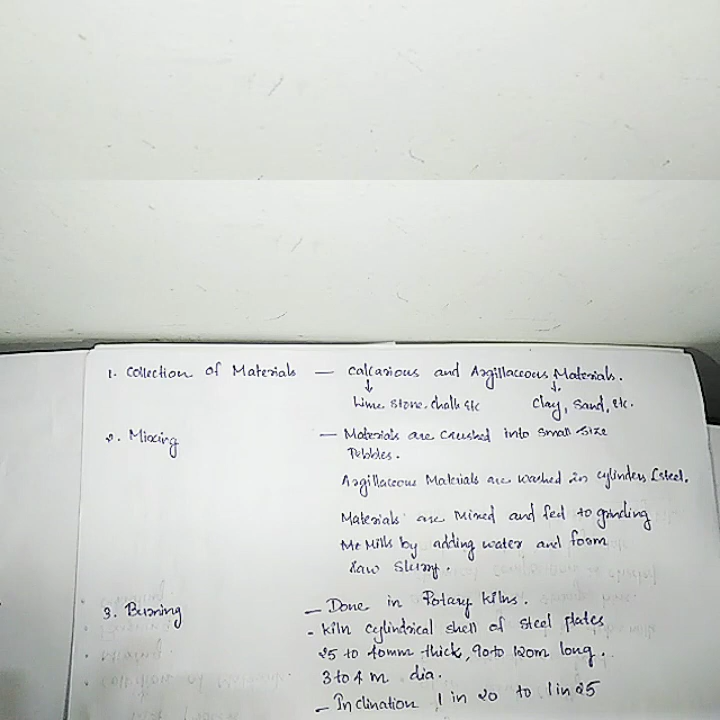 1. Collection of Materials — Calcarious and Argillaceous Materials.
↓ ↓
Lime stone. chalk etc Clay, Sand, etc.
2. Mixing — Materials are Crushed into Small Size
Pebbles.
Argillaceous Materials are washed in cylinders (steel.
Materials are Mixed and fed to grinding
Mills by adding water and form
raw Slurry.
3. Burning — Done in Rotary kilns.
- kiln cylindrical shell of steel plates
25 to 40mm thick, 90 to 120m long.
3 to 4 m dia.
— Inclination 1 in 20 to 1 in 25